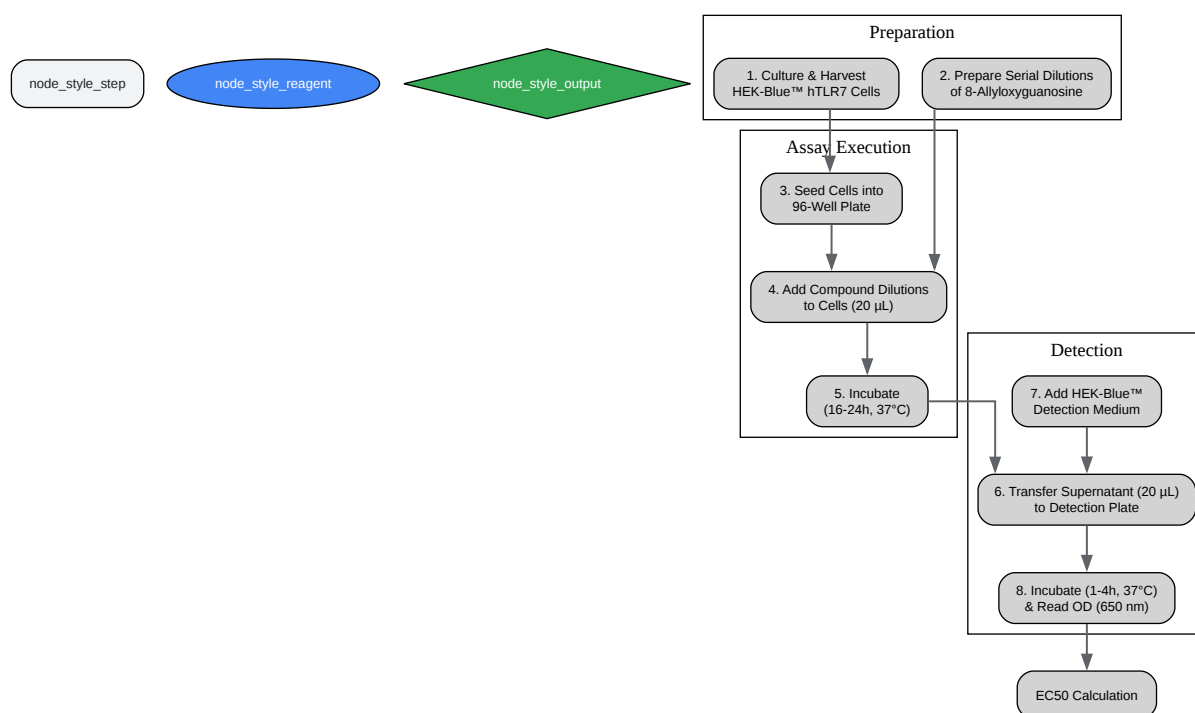 node_style_step
node_style_reagent
node_style_output
Preparation
1. Culture & Harvest
HEK-Blue™ hTLR7 Cells
2. Prepare Serial Dilutions
of 8-Allyloxyguanosine
Assay Execution
3. Seed Cells into
96-Well Plate
4. Add Compound Dilutions
to Cells (20 µL)
5. Incubate
(16-24h, 37°C)
Detection
7. Add HEK-Blue™
Detection Medium
6. Transfer Supernatant (20 µL)
to Detection Plate
8. Incubate (1-4h, 37°C)
& Read OD (650 nm)
EC50 Calculation